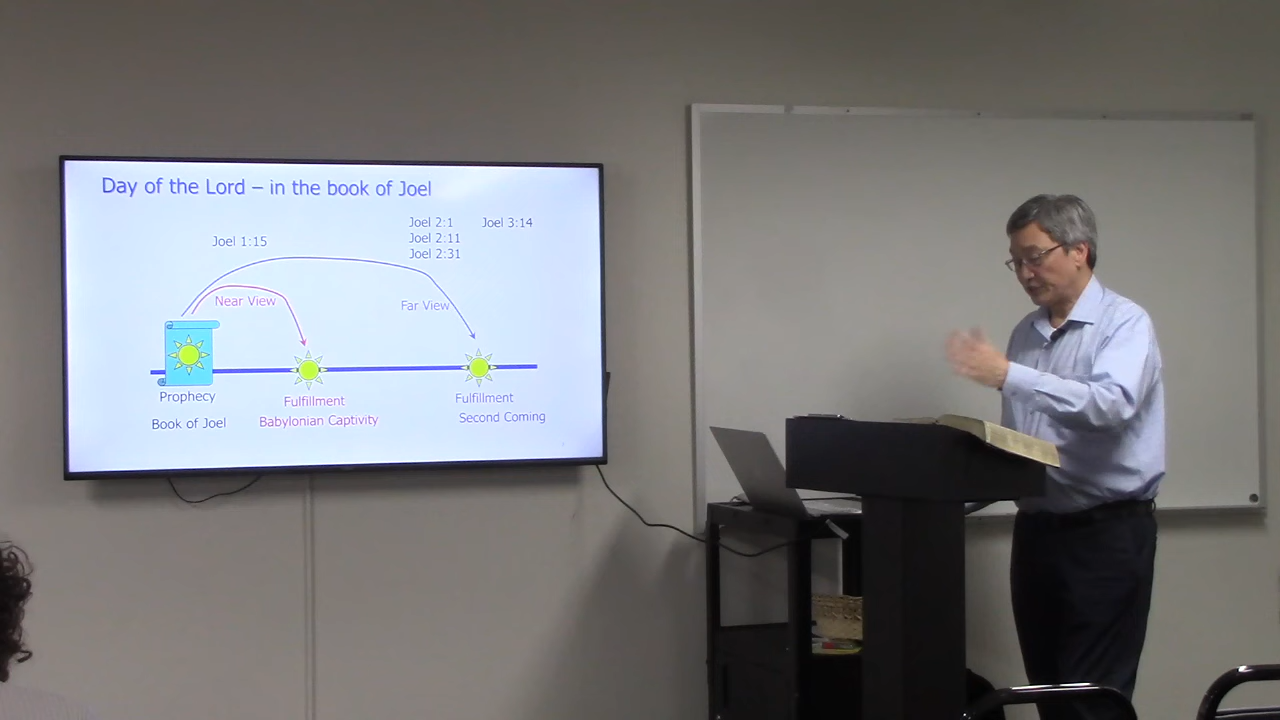 Day of the Lord – in the book of Joel
Joel 2:1 Joel 3:14
Joel 1:15 Joel 2:11
Joel 2:31
Near View Far View
Prophecy Fulfillment Fulfillment
Book of Joel Babylonian Captivity Second Coming